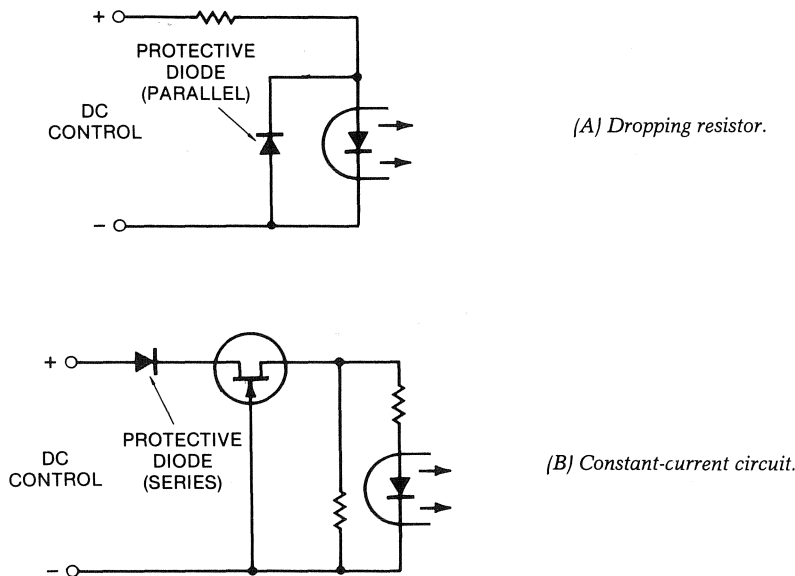 +
PROTECTIVE
DIODE
(PARALLEL)
DC
CONTROL
(A) Dropping resistor.
−
+
PROTECTIVE
DIODE
(SERIES)
DC
CONTROL
(B) Constant-current circuit.
−